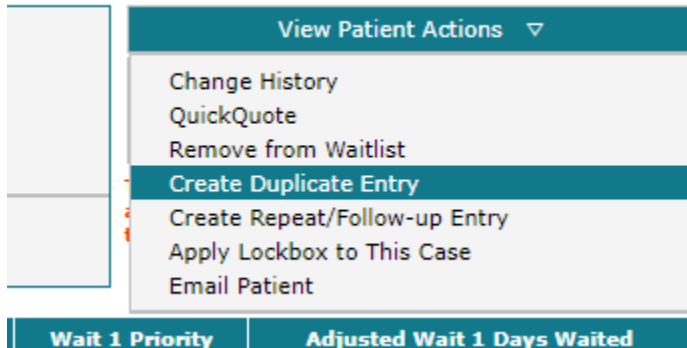 View Patient Actions ▽
Change History
QuickQuote
Remove from Waitlist
Create Duplicate Entry
Create Repeat/Follow-up Entry
Apply Lockbox to This Case
Email Patient
Wait 1 Priority Adjusted Wait 1 Days Waited